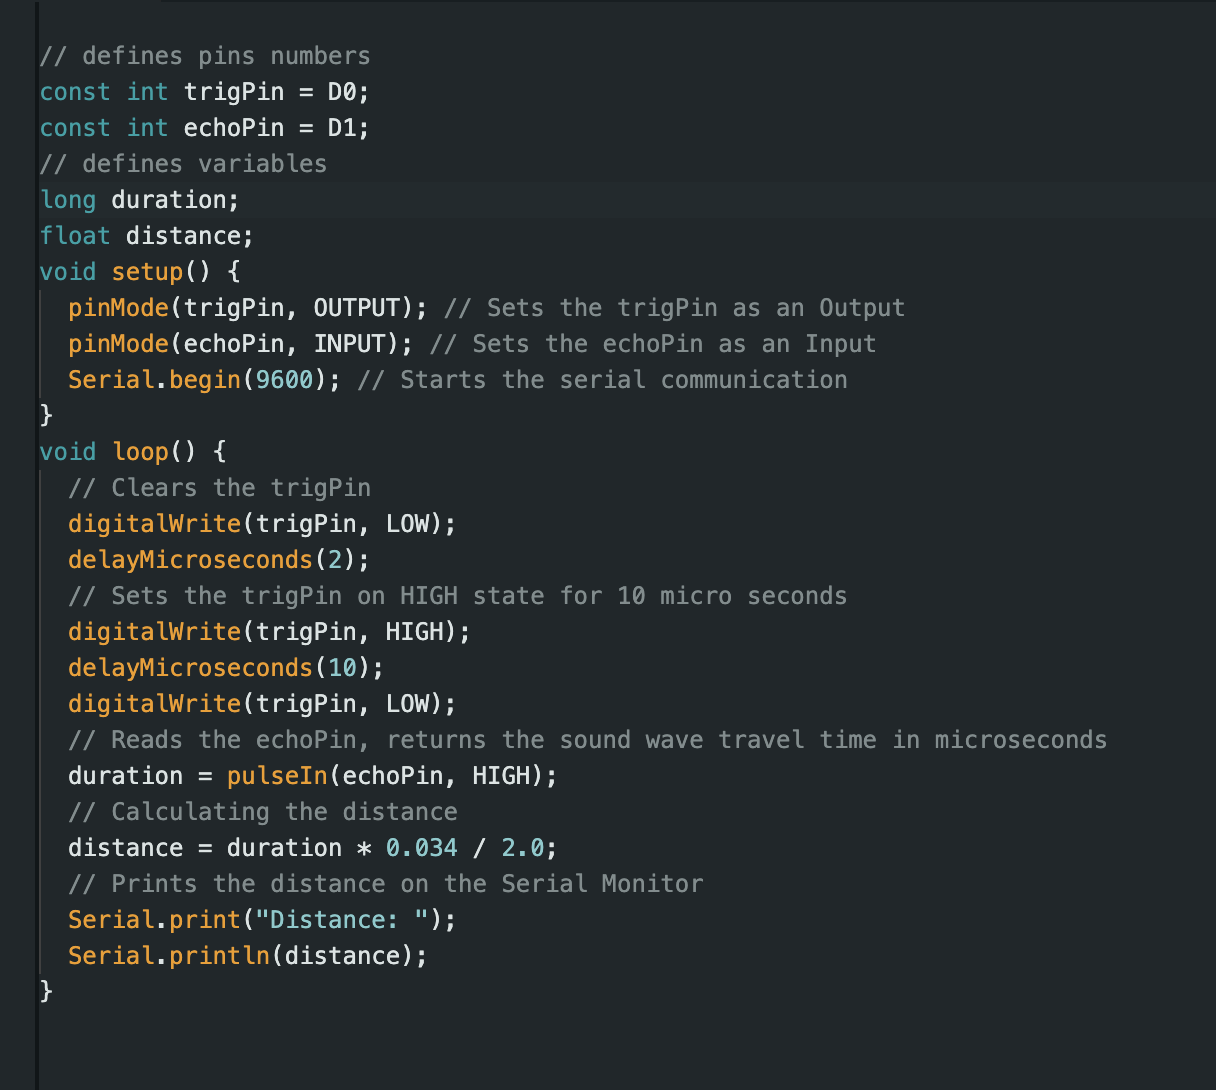 // defines pins numbers
const int trigPin = D0;
const int echoPin = D1;
// defines variables
long duration;
float distance;
void setup() {
  pinMode(trigPin, OUTPUT); // Sets the trigPin as an Output
  pinMode(echoPin, INPUT); // Sets the echoPin as an Input
  Serial.begin(9600); // Starts the serial communication
}
void loop() {
  // Clears the trigPin
  digitalWrite(trigPin, LOW);
  delayMicroseconds(2);
  // Sets the trigPin on HIGH state for 10 micro seconds
  digitalWrite(trigPin, HIGH);
  delayMicroseconds(10);
  digitalWrite(trigPin, LOW);
  // Reads the echoPin, returns the sound wave travel time in microseconds
  duration = pulseIn(echoPin, HIGH);
  // Calculating the distance
  distance = duration * 0.034 / 2.0;
  // Prints the distance on the Serial Monitor
  Serial.print("Distance: ");
  Serial.println(distance);
}